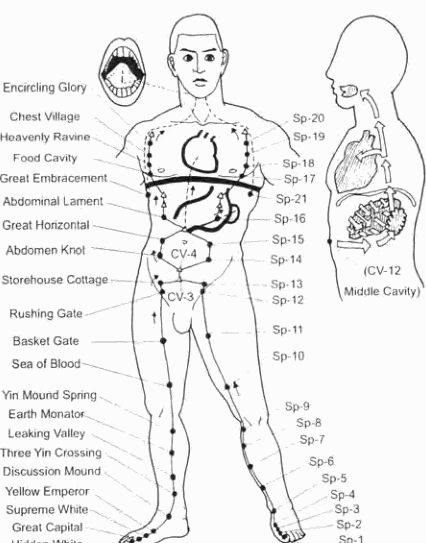 Encircling Glory
Chest Village
Heavenly Ravine
Food Cavity
Great Embracement
Abdominal Lament
Great Horizontal
Abdomen Knot
Storehouse Cottage
Rushing Gate
Basket Gate
Sea of Blood
Yin Mound Spring
Earth Monator
Leaking Valley
Three Yin Crossing
Discussion Mound
Yellow Emperor
Supreme White
Great Capital
Hidden White
CV-4
CV-3
Sp-20
Sp-19
Sp-18
Sp-17
Sp-21
Sp-16
Sp-15
Sp-14
Sp-13
Sp-12
Sp-11
Sp-10
Sp-9
Sp-8
Sp-7
Sp-6
Sp-5
Sp-4
Sp-3
Sp-2
Sp-1
(CV-12
Middle Cavity)